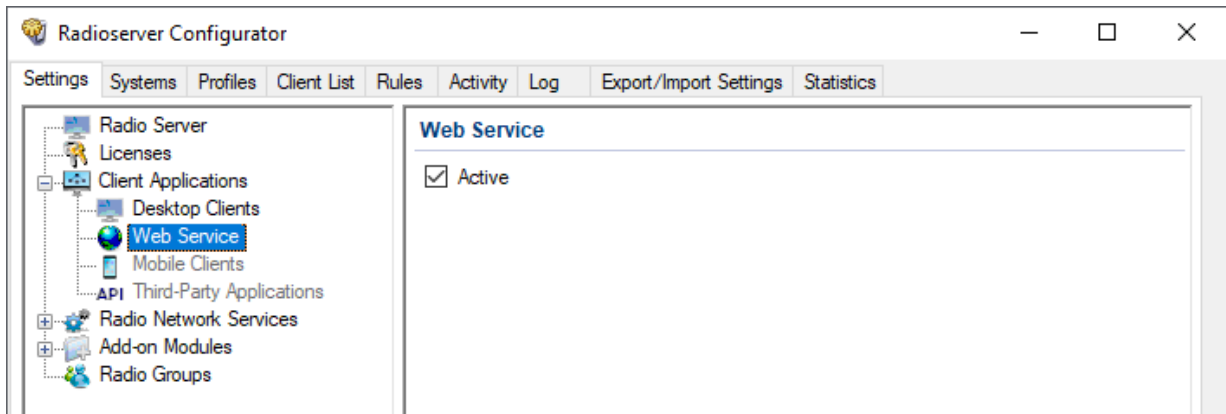 Radioserver Configurator
Settings Systems Profiles Client List Rules Activity Log Export/Import Settings Statistics
Radio Server
Licenses
Client Applications
Desktop Clients
Web Service
Mobile Clients
API Third-Party Applications
Radio Network Services
Add-on Modules
Radio Groups
Web Service
Active